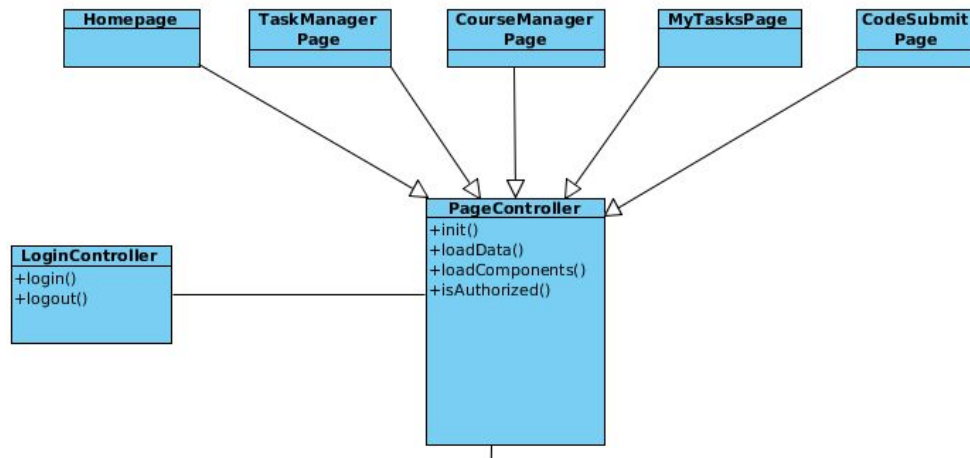 Homepage
TaskManager
Page
CourseManager
Page
MyTasksPage
CodeSubmit
Page
PageController
+init()
+loadData()
+loadComponents()
+isAuthorized()
LoginController
+login()
+logout()